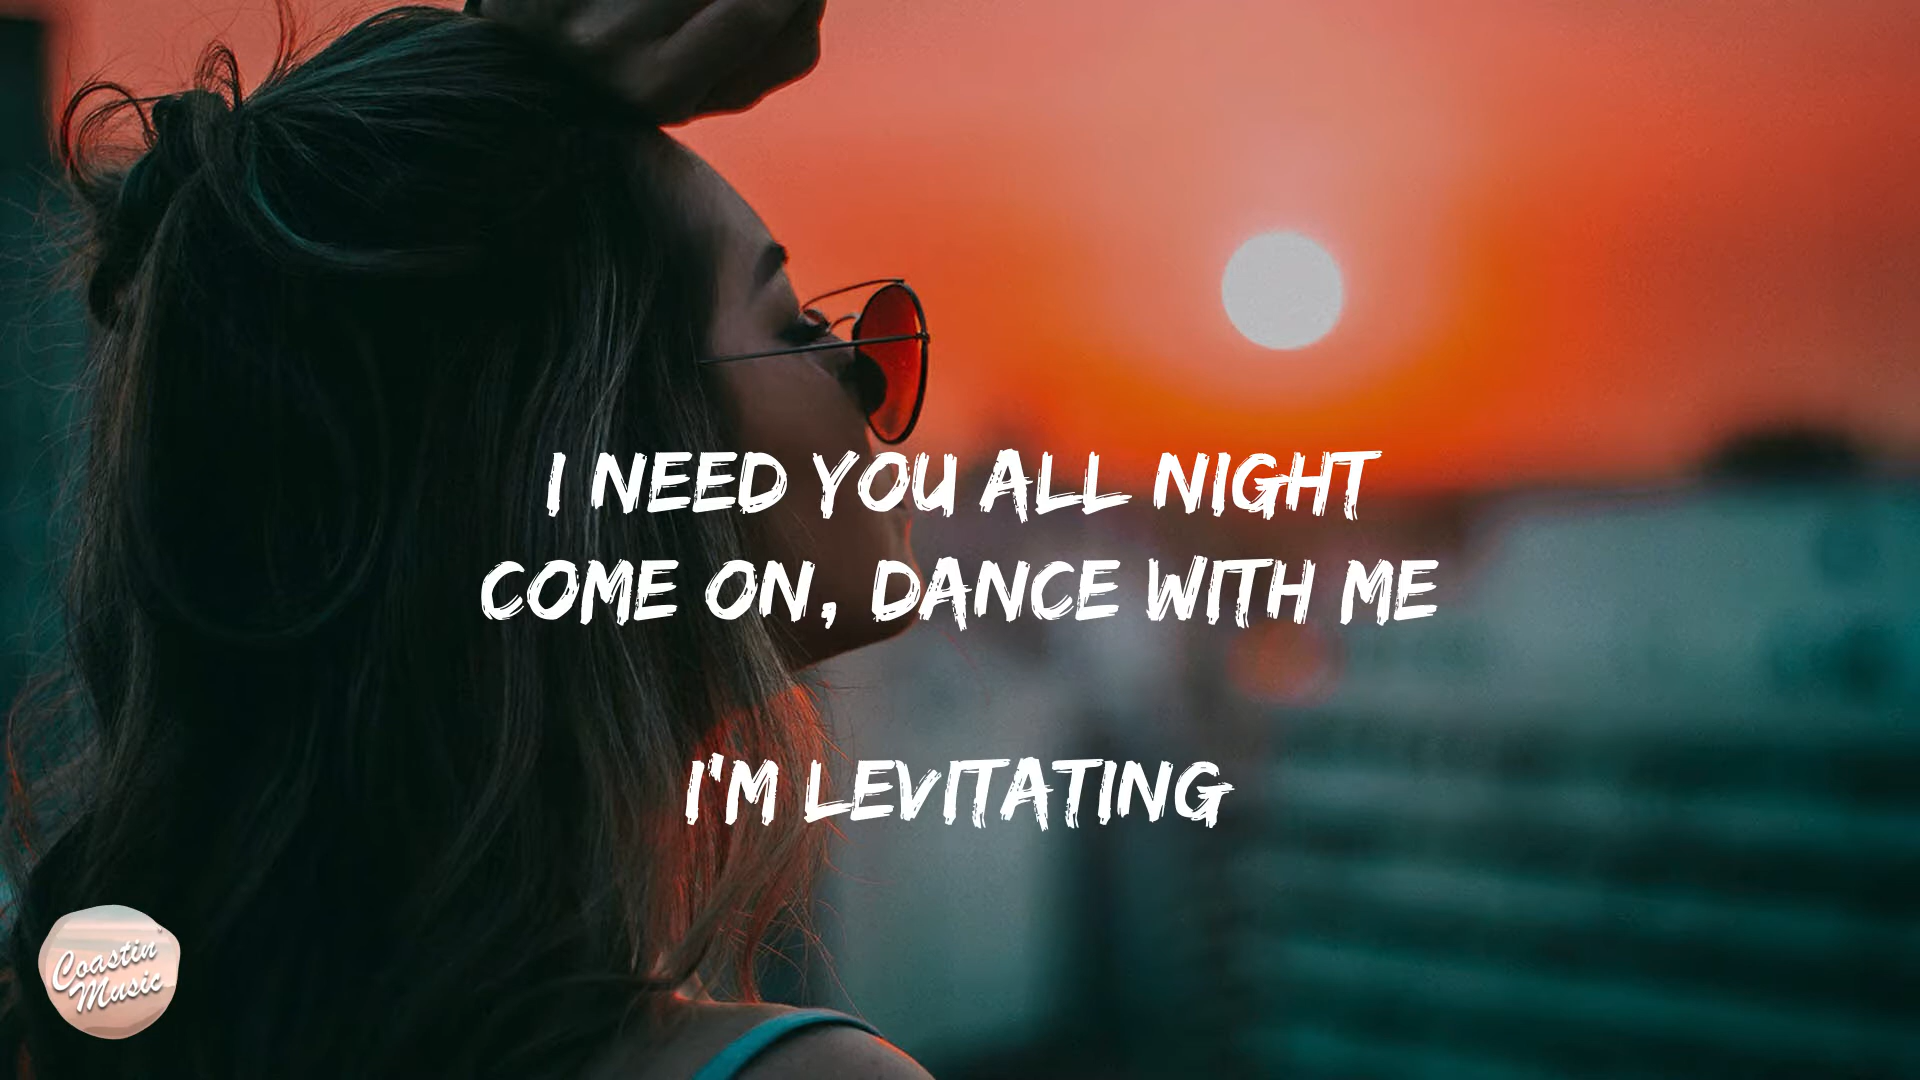 I NEED YOU ALL NIGHT
COME ON, DANCE WITH ME
I'M LEVITATING
Coastin'
Music